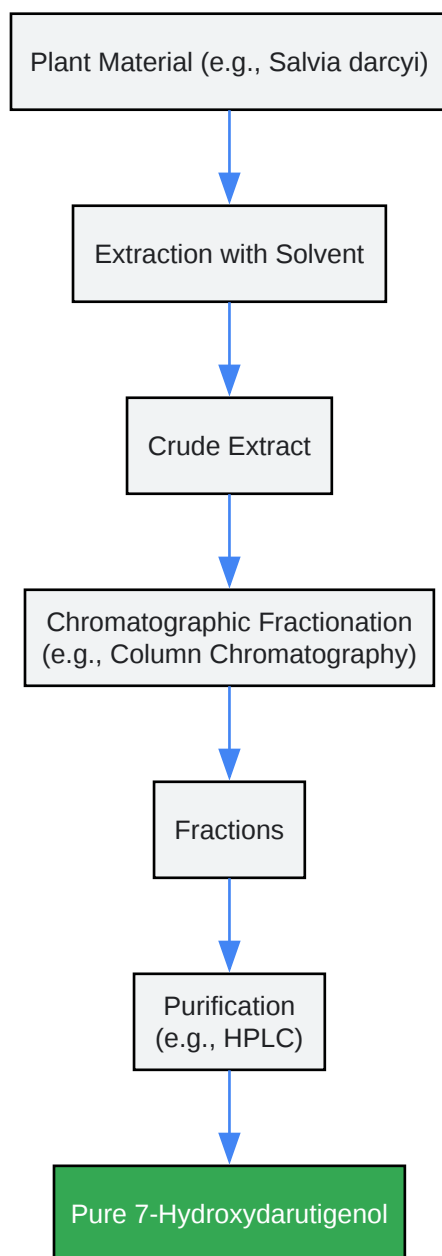 Plant Material (e.g., Salvia darcyi)
Extraction with Solvent
Crude Extract
Chromatographic Fractionation
(e.g., Column Chromatography)
Fractions
Purification
(e.g., HPLC)
Pure 7-Hydroxydarutigenol